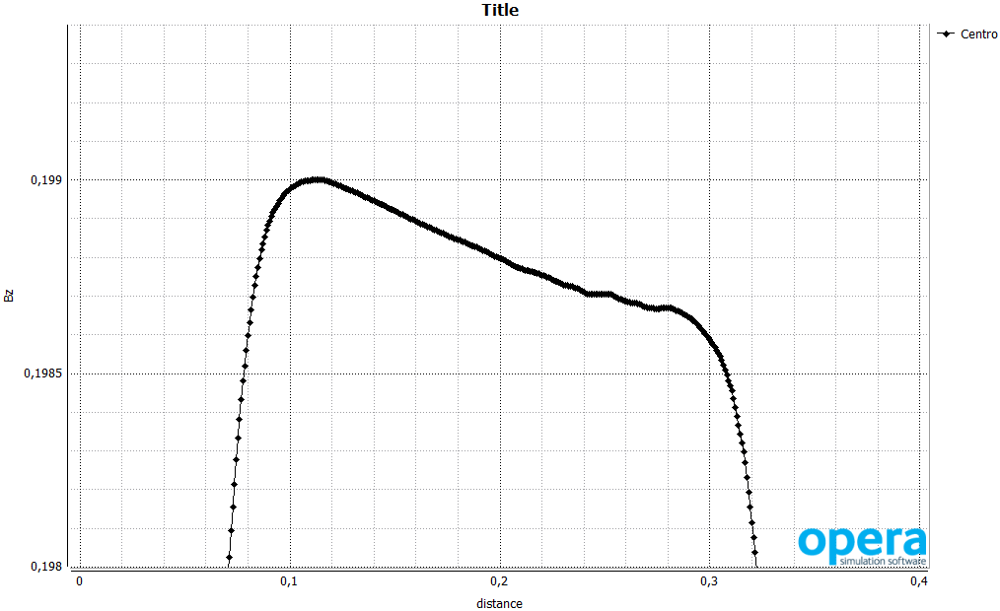 Title
Centro
0,199
0,1985
0,198
Bz
0
0,1
0,2
0,3
0,4
distance
opera
simulation software